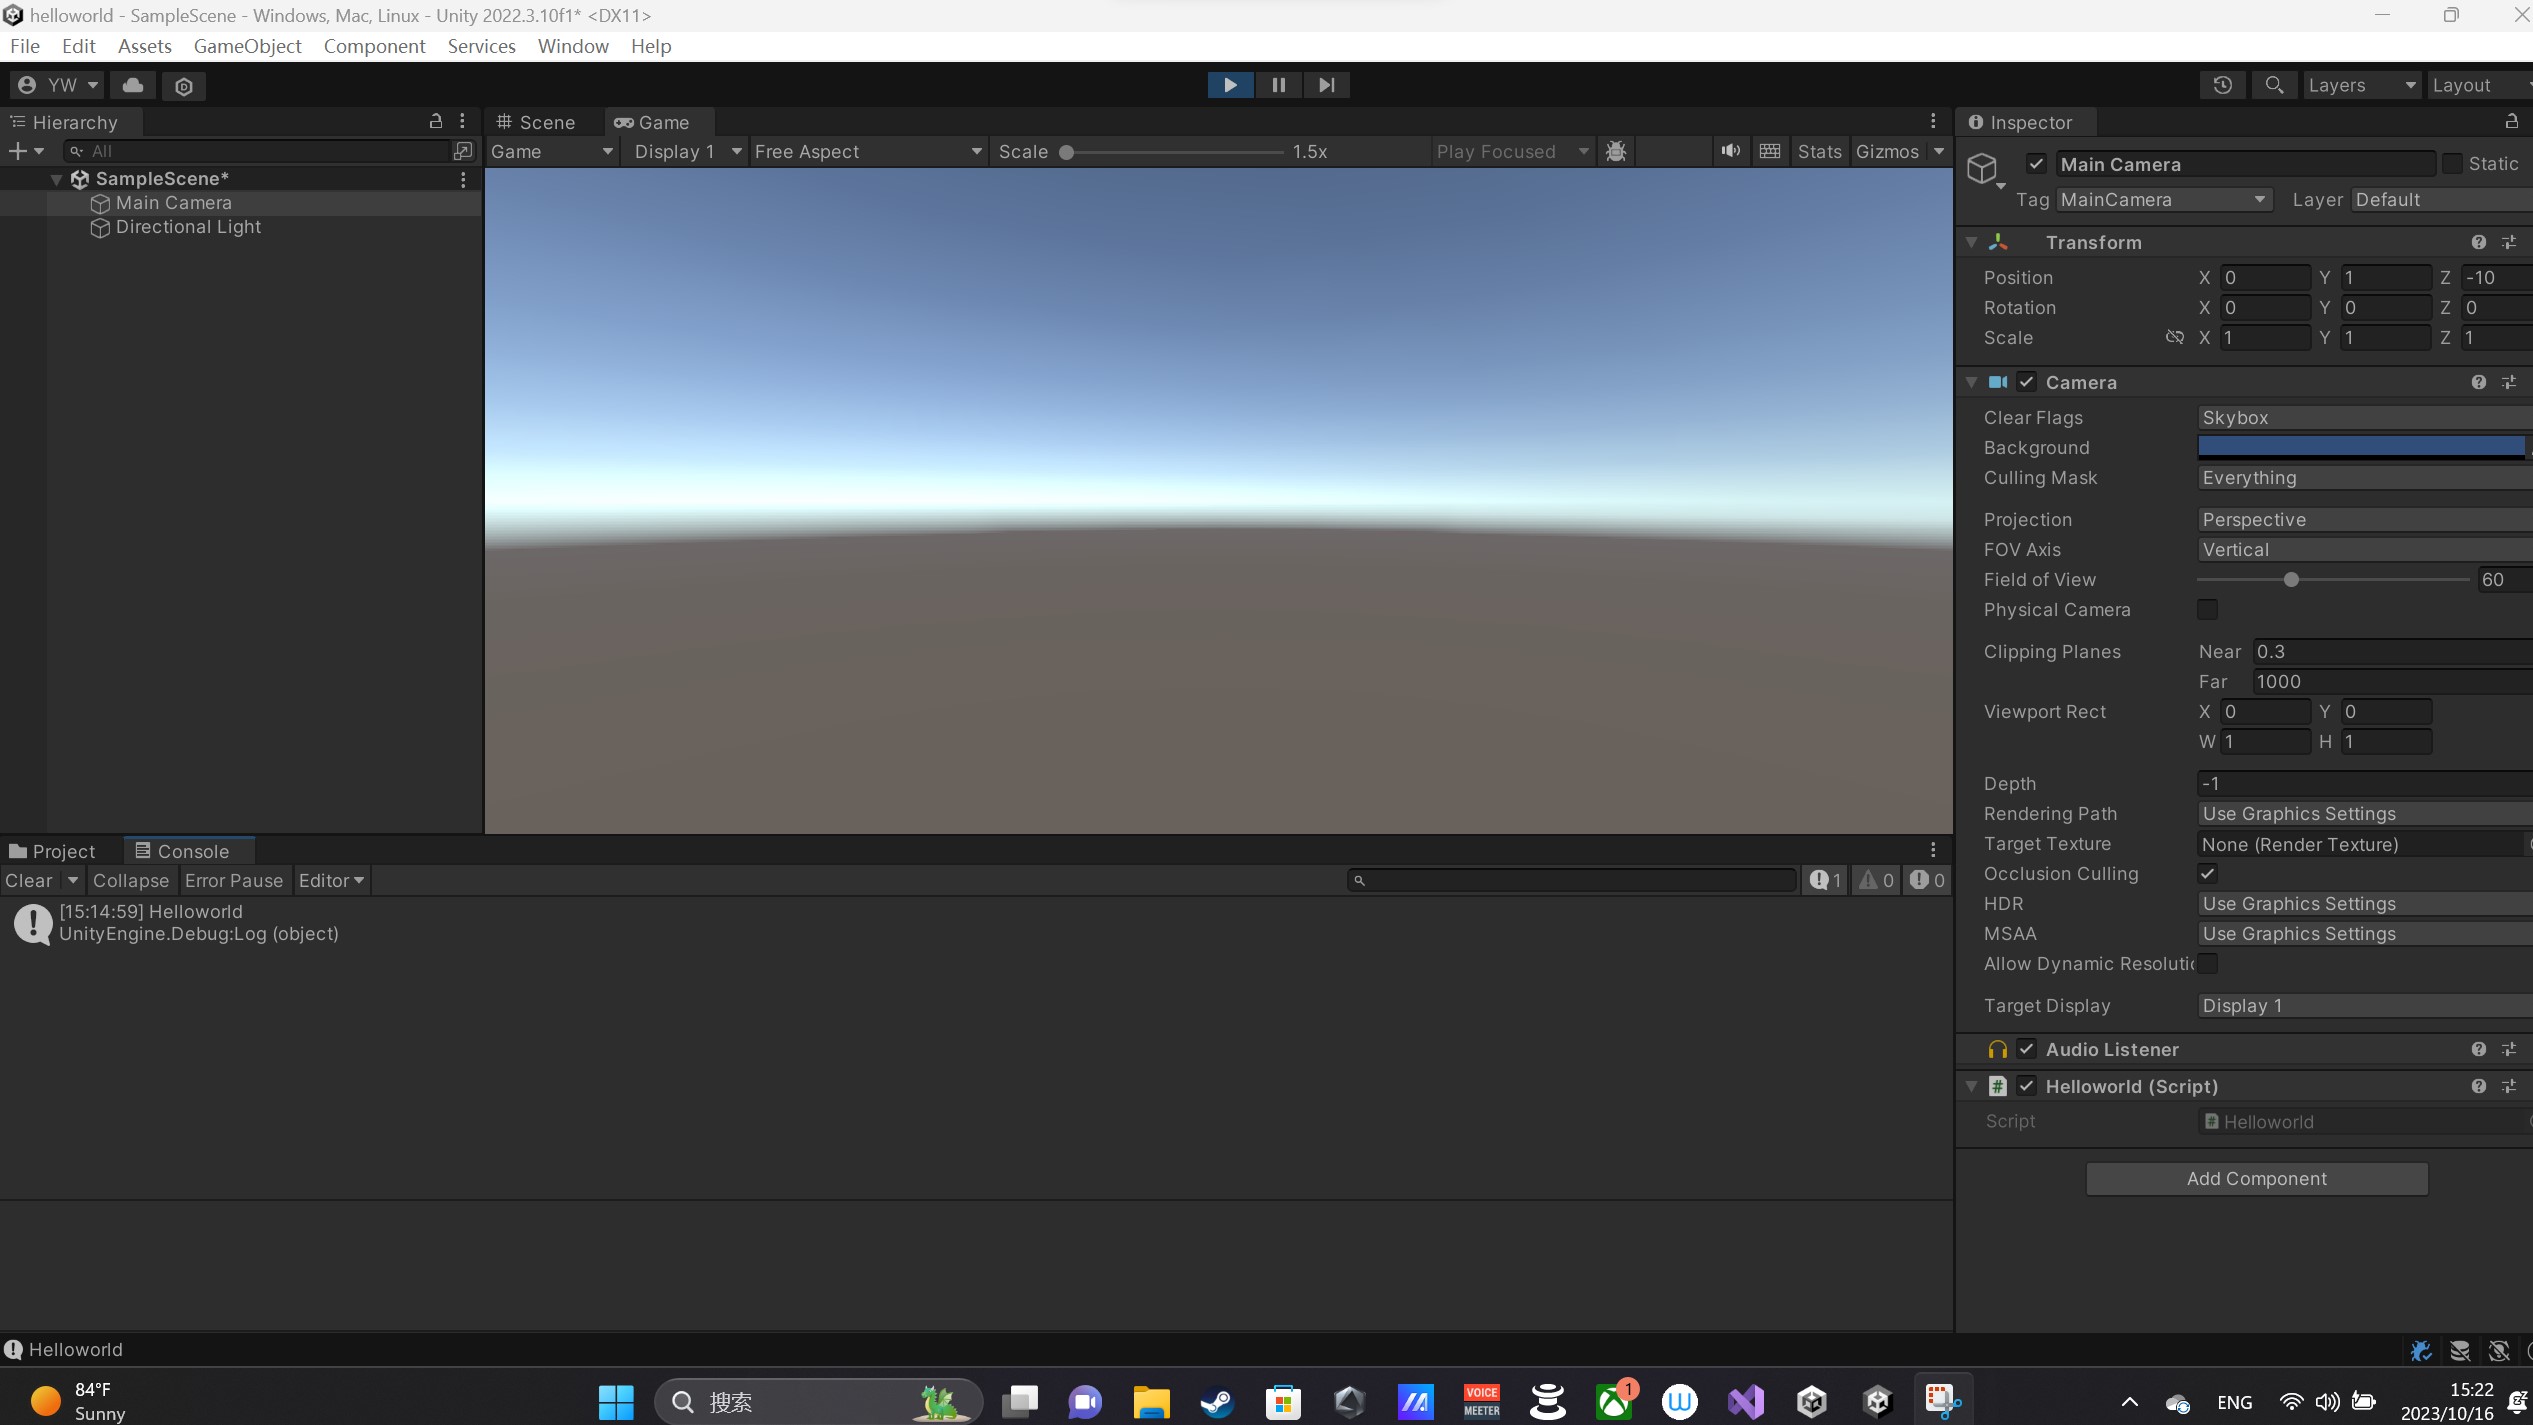 helloworld - SampleScene - Windows, Mac, Linux - Unity 2022.3.10f1* <DX11>
File Edit Assets GameObject Component Services Window Help
YW Layers Layout
Hierarchy
All
SampleScene*
Main Camera
Directional Light
Scene Game
Game Display 1 Free Aspect Scale 1.5x Play Focused Stats Gizmos
Inspector
Main Camera Static
Tag MainCamera Layer Default
Transform
Position X 0 Y 1 Z -10
Rotation X 0 Y 0 Z 0
Scale X 1 Y 1 Z 1
Camera
Clear Flags Skybox
Background
Culling Mask Everything
Projection Perspective
FOV Axis Vertical
Field of View 60
Physical Camera
Clipping Planes Near 0.3
Far 1000
Viewport Rect X 0 Y 0
W 1 H 1
Depth -1
Rendering Path Use Graphics Settings
Target Texture None (Render Texture)
Occlusion Culling
HDR Use Graphics Settings
MSAA Use Graphics Settings
Allow Dynamic Resoluti
Target Display Display 1
Audio Listener
Helloworld (Script)
Script Helloworld
Add Component
Project Console
Clear Collapse Error Pause Editor 1 0 0
[15:14:59] Helloworld
UnityEngine.Debug:Log (object)
Helloworld
84°F
Sunny
搜索
VOICE
MEETER
1
ENG
15:22
2023/10/16